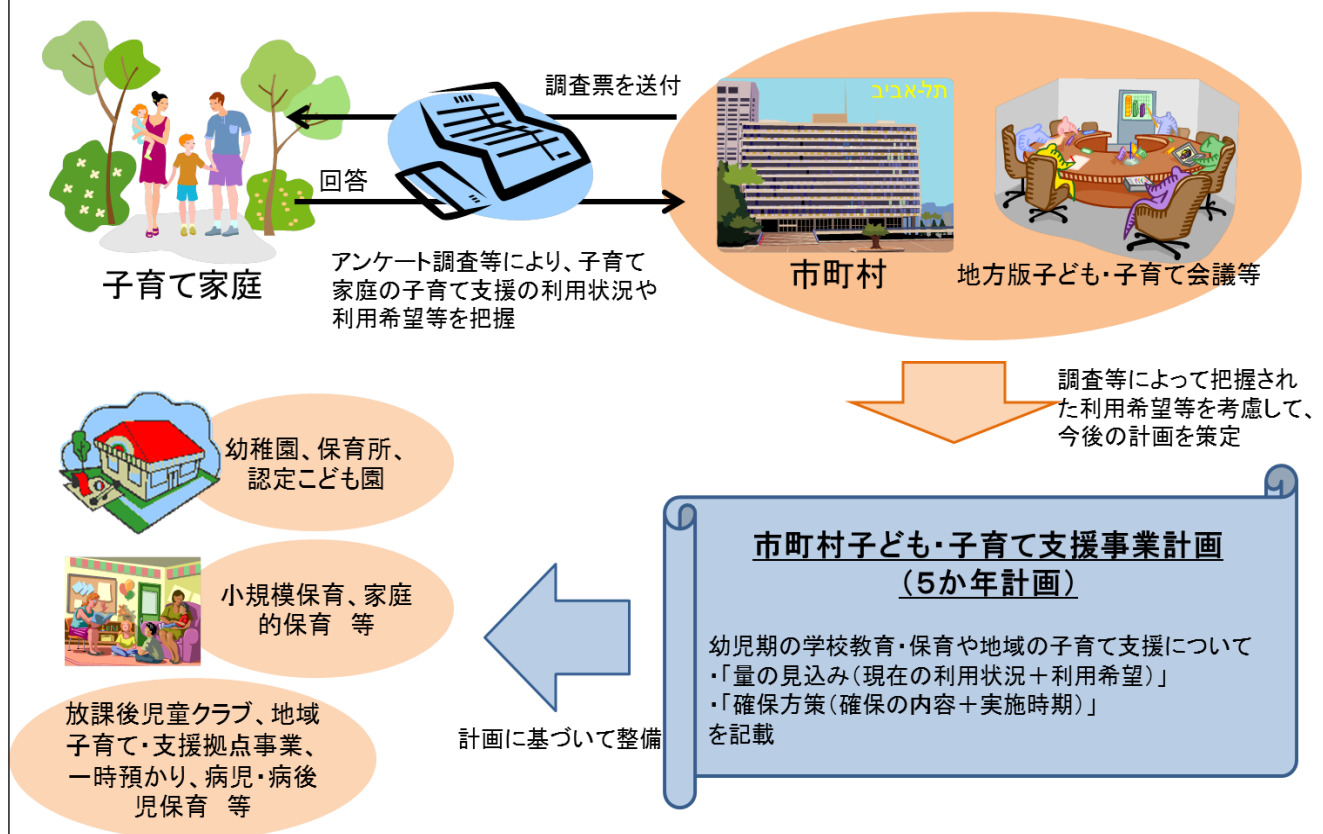 調査票を送付
תל-אביב
回答
子育て家庭
アンケート調査等により、子育て
家庭の子育て支援の利用状況や
利用希望等を把握
市町村
地方版子ども・子育て会議等
調査等によって把握され
た利用希望等を考慮して、
今後の計画を策定
幼稚園、保育所、
認定こども園
小規模保育、家庭
的保育 等
放課後児童クラブ、地域
子育て・支援拠点事業、
一時預かり、病児・病後
児保育 等
計画に基づいて整備
市町村子ども・子育て支援事業計画
(5か年計画)
幼児期の学校教育・保育や地域の子育て支援について
・「量の見込み(現在の利用状況+利用希望)」
・「確保方策(確保の内容+実施時期)」
を記載